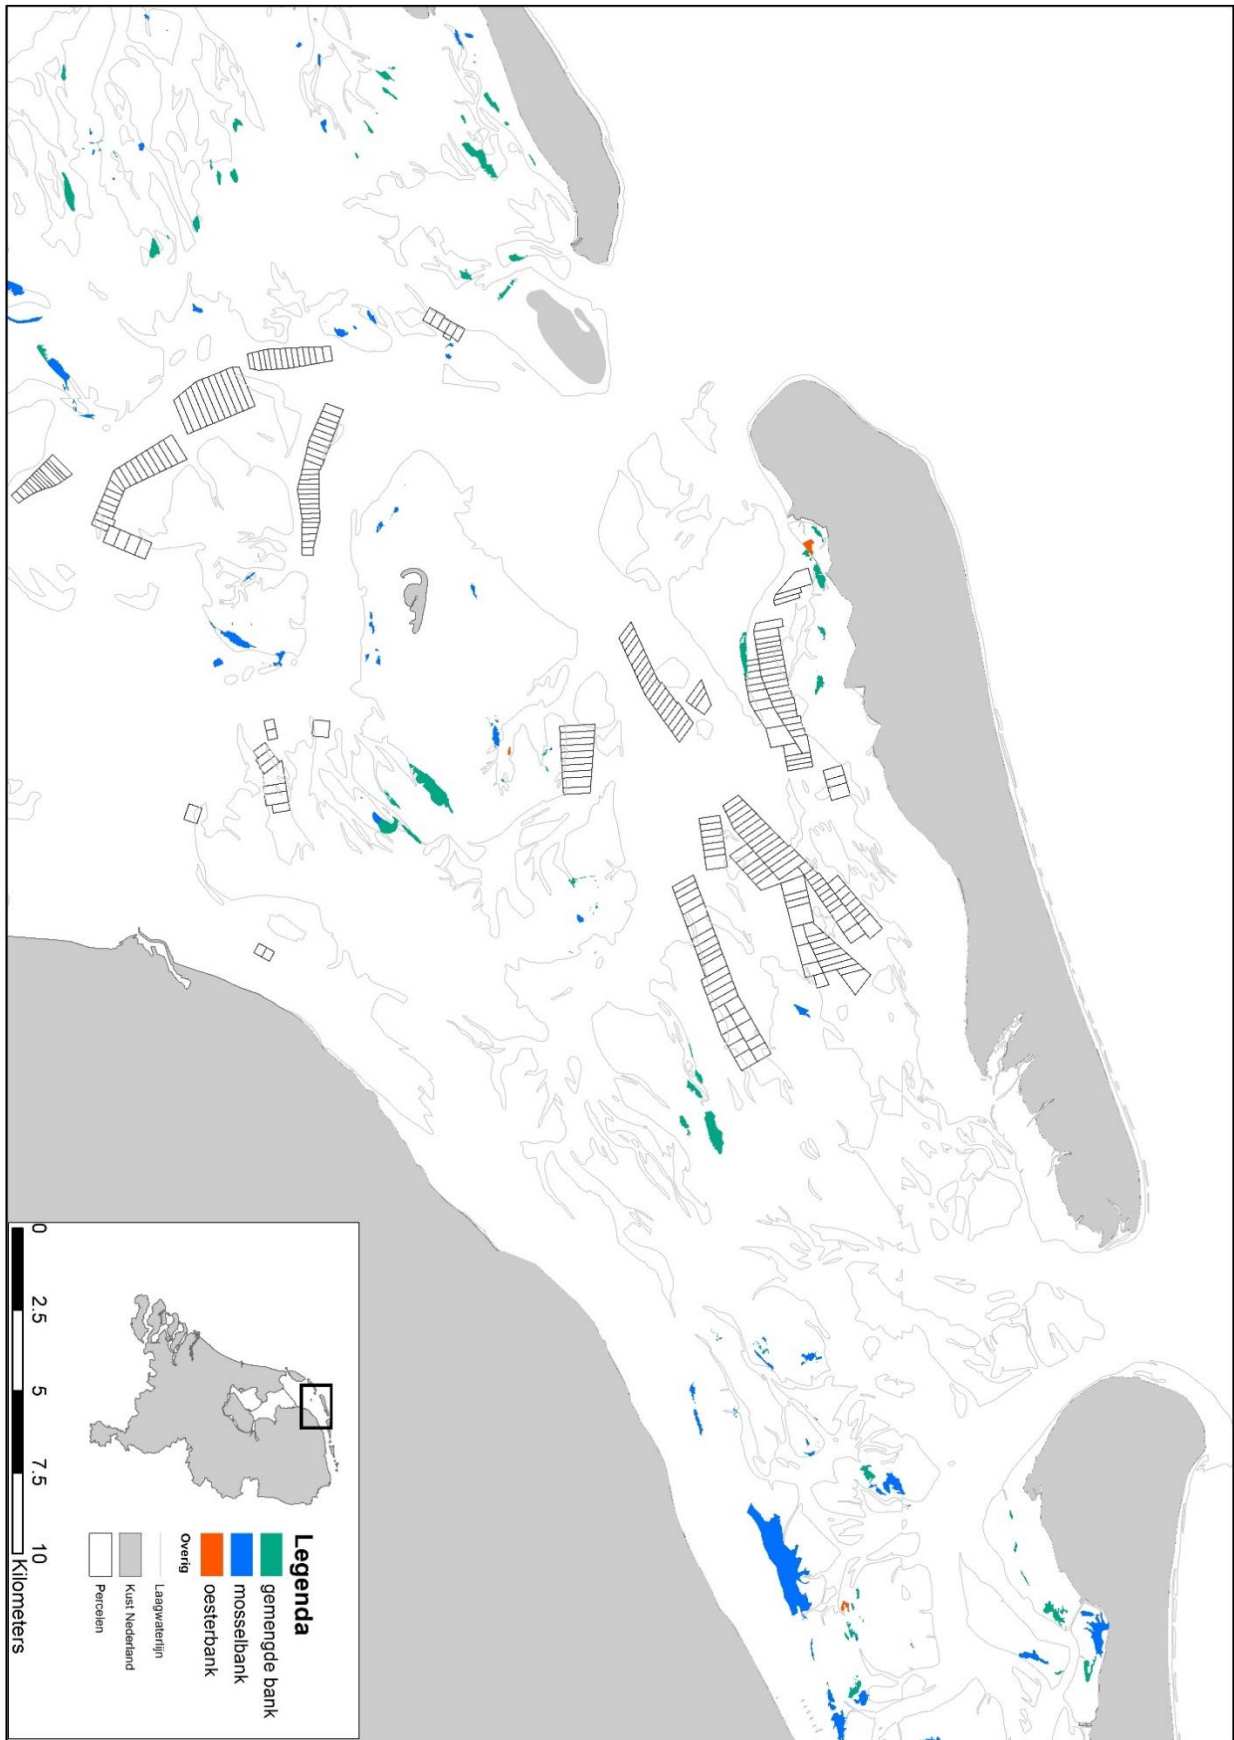 Legenda
gemengde bank
mosselbank
oesterbank
Overig
Laagwaterlijn
Kust Nederland
Percelen
0 2.5 5 7.5 10
Kilometers